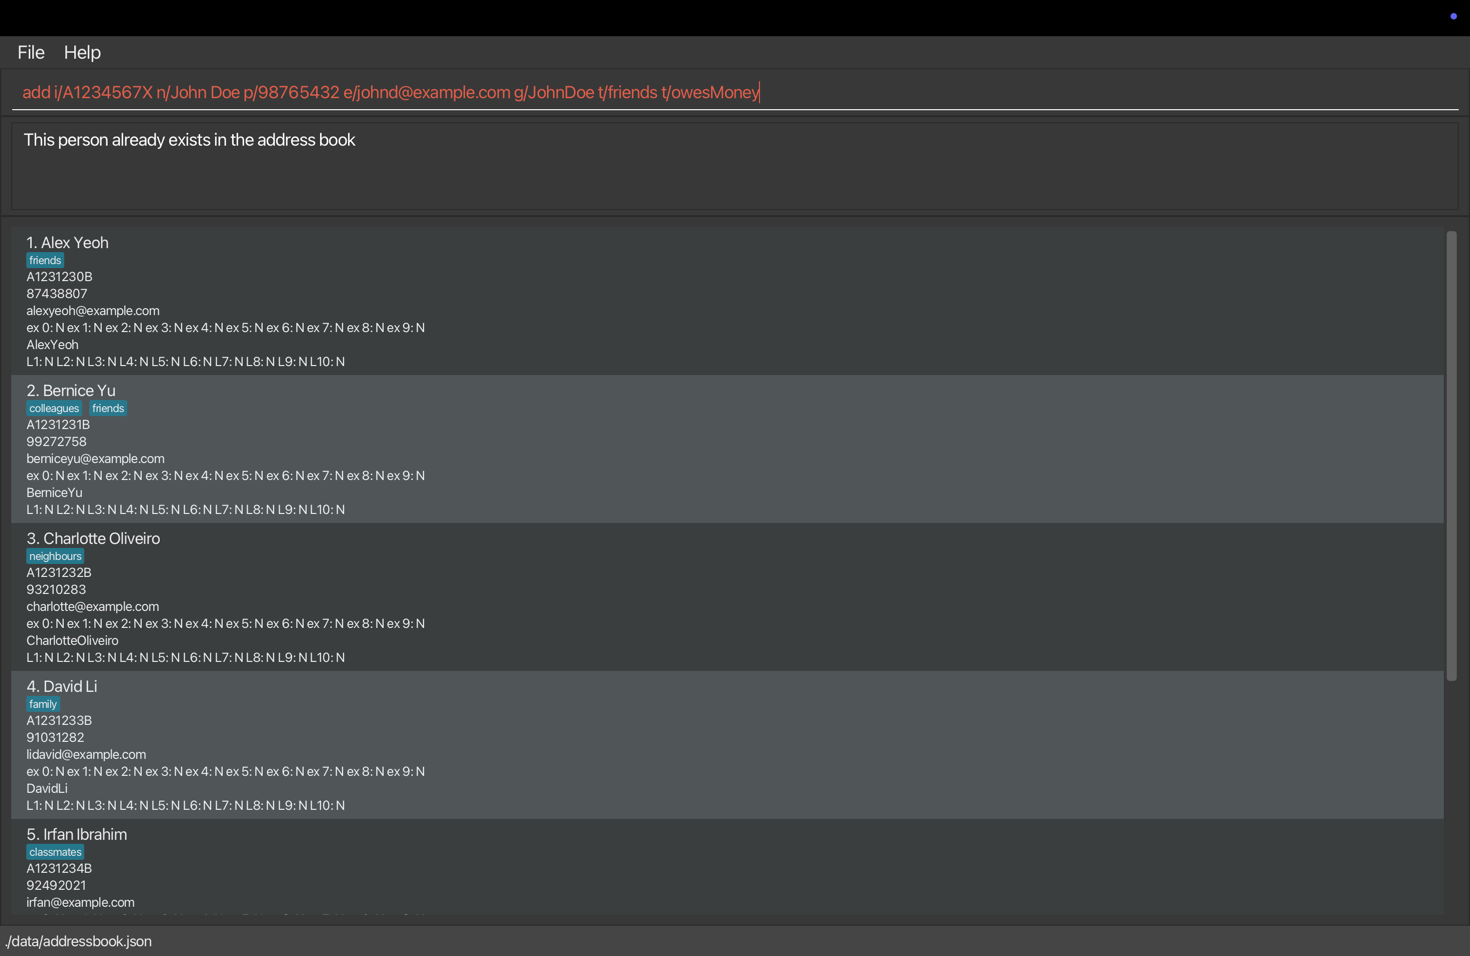 File Help
add i/A1234567X n/John Doe p/98765432 e/johnd@example.com g/JohnDoe t/friends t/owesMoney
This person already exists in the address book
1. Alex Yeoh
friends
A1231230B
87438807
alexyeoh@example.com
ex 0: N ex 1: N ex 2: N ex 3: N ex 4: N ex 5: N ex 6: N ex 7: N ex 8: N ex 9: N
AlexYeoh
L1: N L2: N L3: N L4: N L5: N L6: N L7: N L8: N L9: N L10: N
2. Bernice Yu
colleagues friends
A1231231B
99272758
berniceyu@example.com
ex 0: N ex 1: N ex 2: N ex 3: N ex 4: N ex 5: N ex 6: N ex 7: N ex 8: N ex 9: N
BerniceYu
L1: N L2: N L3: N L4: N L5: N L6: N L7: N L8: N L9: N L10: N
3. Charlotte Oliveiro
neighbours
A1231232B
93210283
charlotte@example.com
ex 0: N ex 1: N ex 2: N ex 3: N ex 4: N ex 5: N ex 6: N ex 7: N ex 8: N ex 9: N
CharlotteOliveiro
L1: N L2: N L3: N L4: N L5: N L6: N L7: N L8: N L9: N L10: N
4. David Li
family
A1231233B
91031282
lidavid@example.com
ex 0: N ex 1: N ex 2: N ex 3: N ex 4: N ex 5: N ex 6: N ex 7: N ex 8: N ex 9: N
DavidLi
L1: N L2: N L3: N L4: N L5: N L6: N L7: N L8: N L9: N L10: N
5. Irfan Ibrahim
classmates
A1231234B
92492021
irfan@example.com
./data/addressbook.json